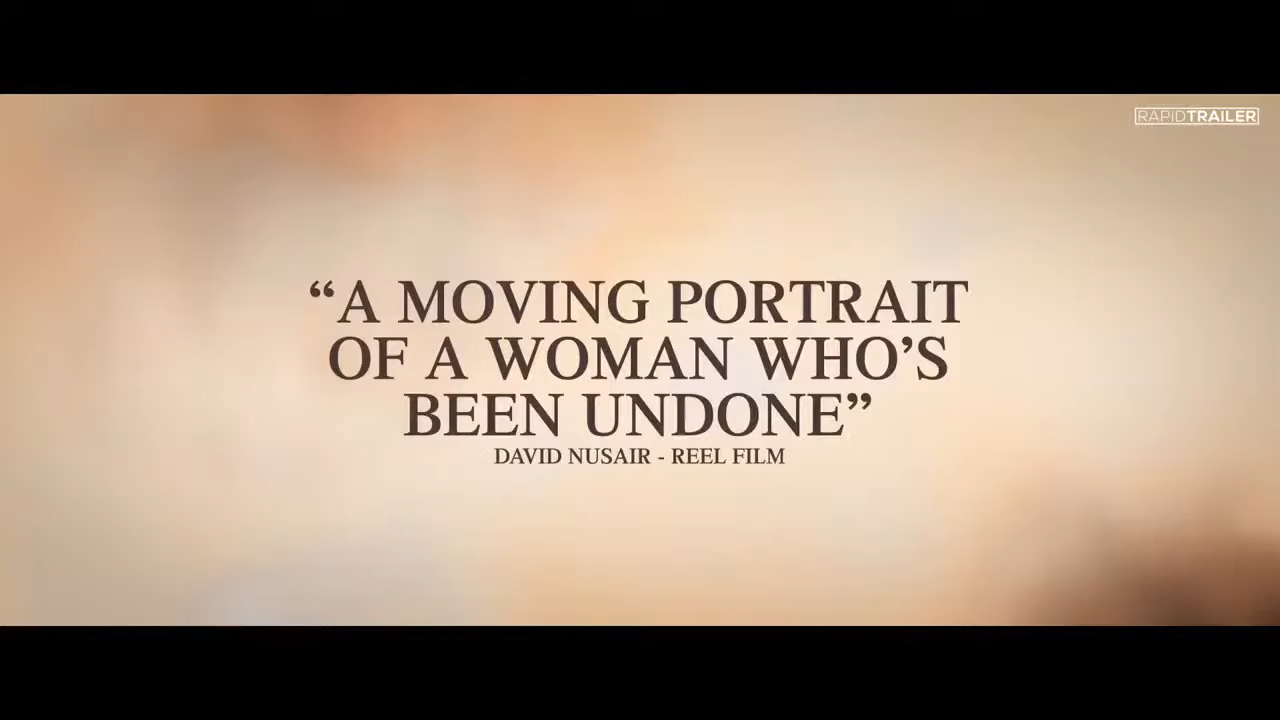 RAPIDTRAILER
“A MOVING PORTRAIT
OF A WOMAN WHO’S
BEEN UNDONE”
DAVID NUSAIR - REEL FILM